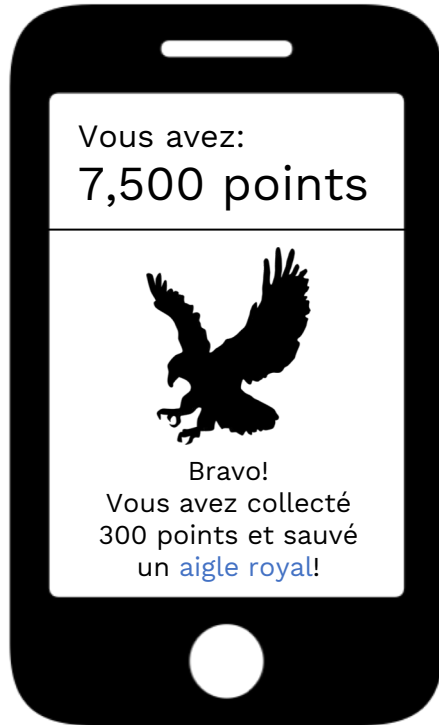 Vous avez:
7,500 points
Bravo!
Vous avez collecté
300 points et sauvé
un aigle royal!